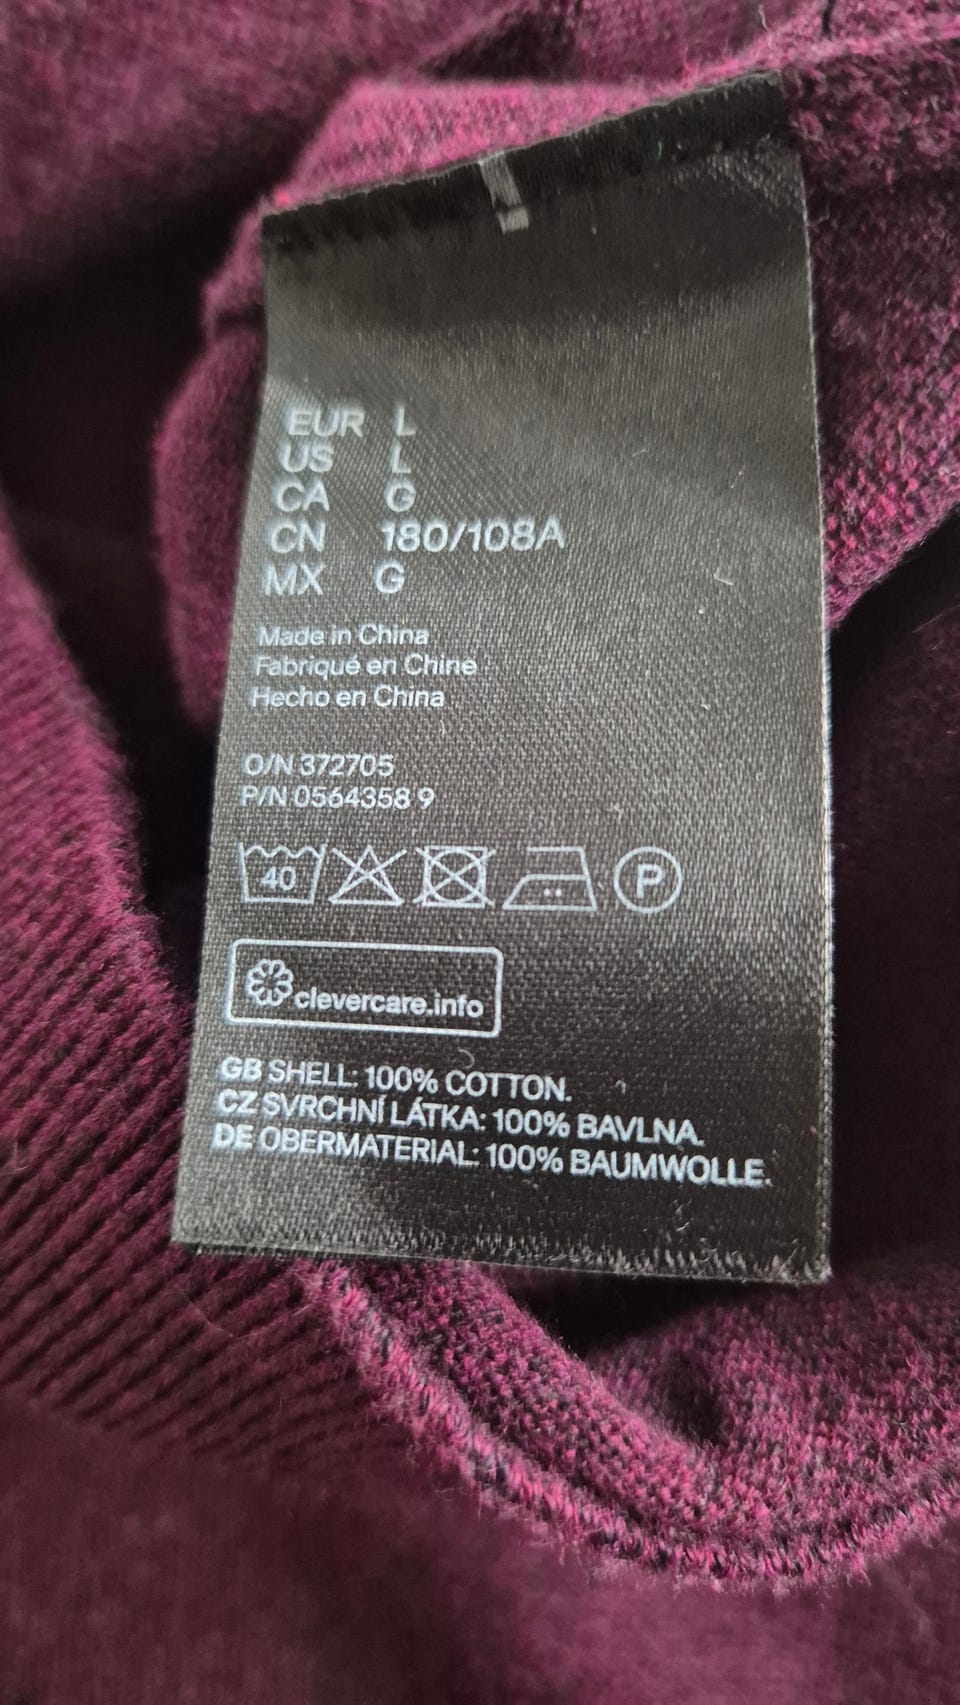 EUR L
US L
CA G
CN 180/108A
MX G
Made in China
Fabriqué en Chine
Hecho en China
O/N 372705
P/N 0564358 9
40 P
clevercare.info
GB SHELL: 100% COTTON.
CZ SVRCHNÍ LÁTKA: 100% BAVLNA.
DE OBERMATERIAL: 100% BAUMWOLLE.